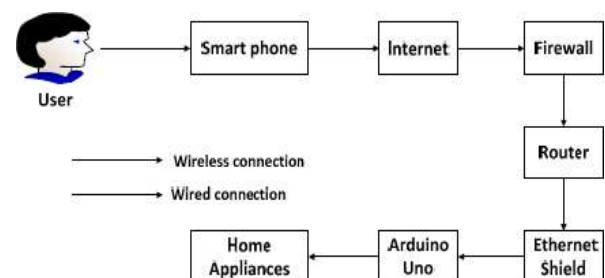 Smart phone
Internet
Firewall
User
Router
Wireless connection
Wired connection
Home
Appliances
Arduino
Uno
Ethernet
Shield